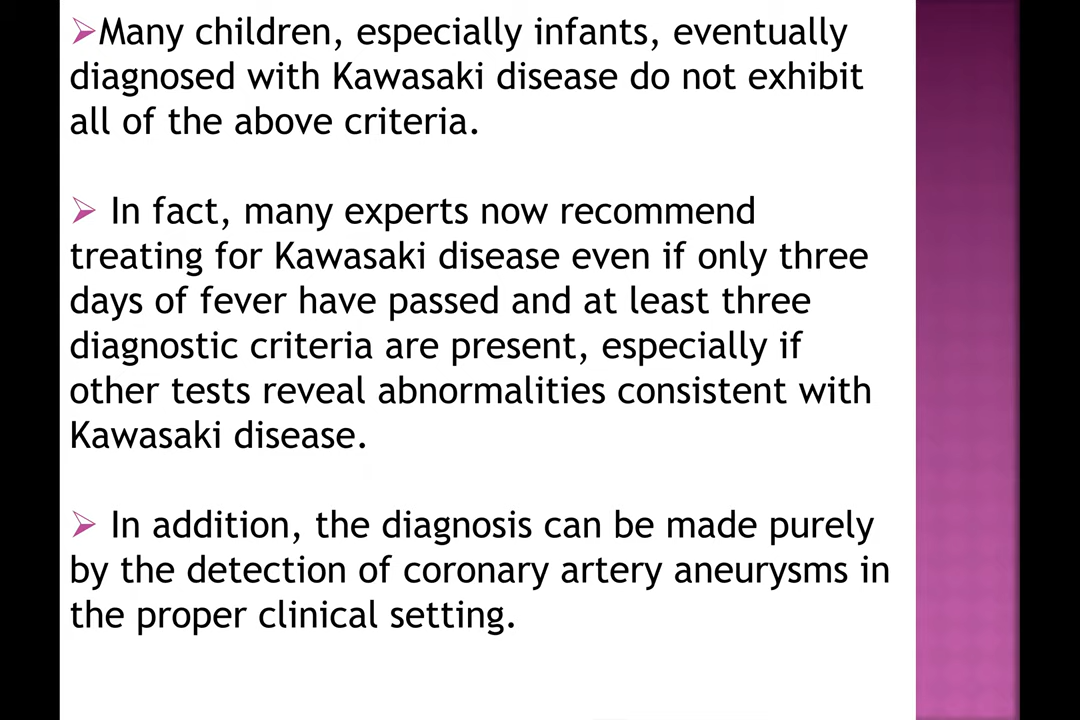 ➢Many children, especially infants, eventually
diagnosed with Kawasaki disease do not exhibit
all of the above criteria.
➢ In fact, many experts now recommend
treating for Kawasaki disease even if only three
days of fever have passed and at least three
diagnostic criteria are present, especially if
other tests reveal abnormalities consistent with
Kawasaki disease.
➢ In addition, the diagnosis can be made purely
by the detection of coronary artery aneurysms in
the proper clinical setting.